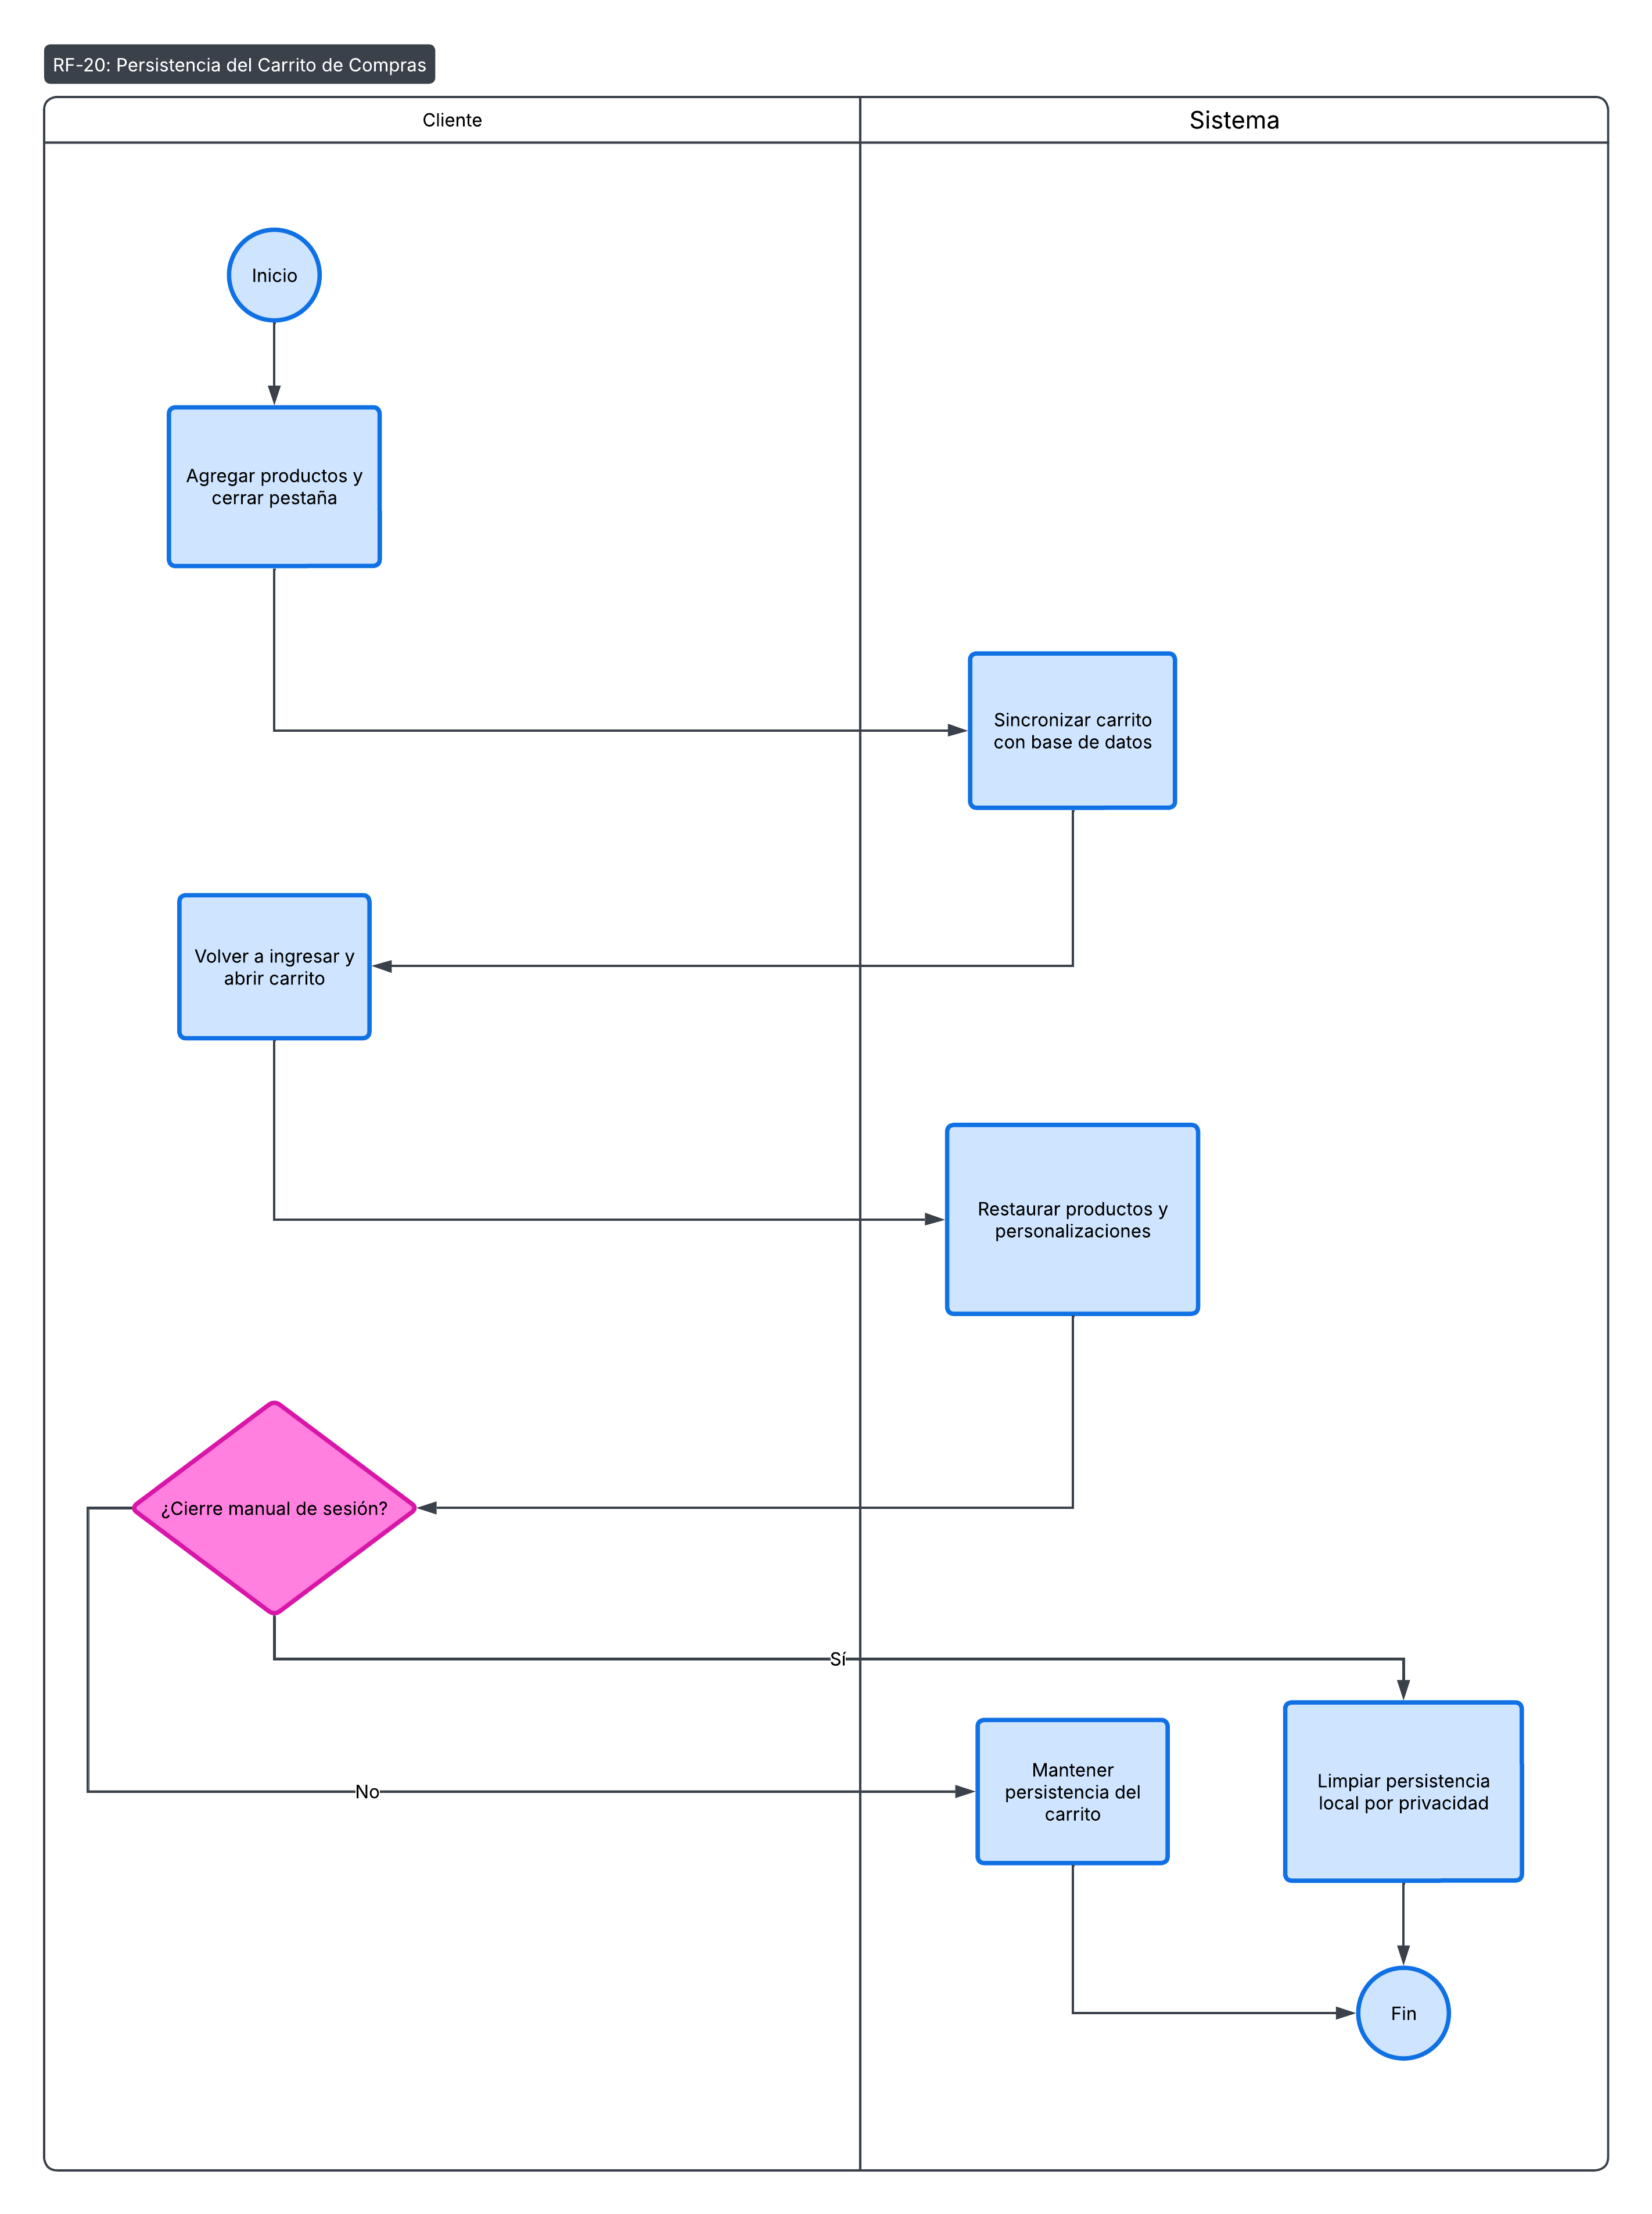 RF-20: Persistencia del Carrito de Compras
Cliente
Sistema
Inicio
Agregar productos y
cerrar pestaña
Sincronizar carrito
con base de datos
Volver a ingresar y
abrir carrito
Restaurar productos y
personalizaciones
¿Cierre manual de sesión?
Sí
No
Mantener
persistencia del
carrito
Limpiar persistencia
local por privacidad
Fin